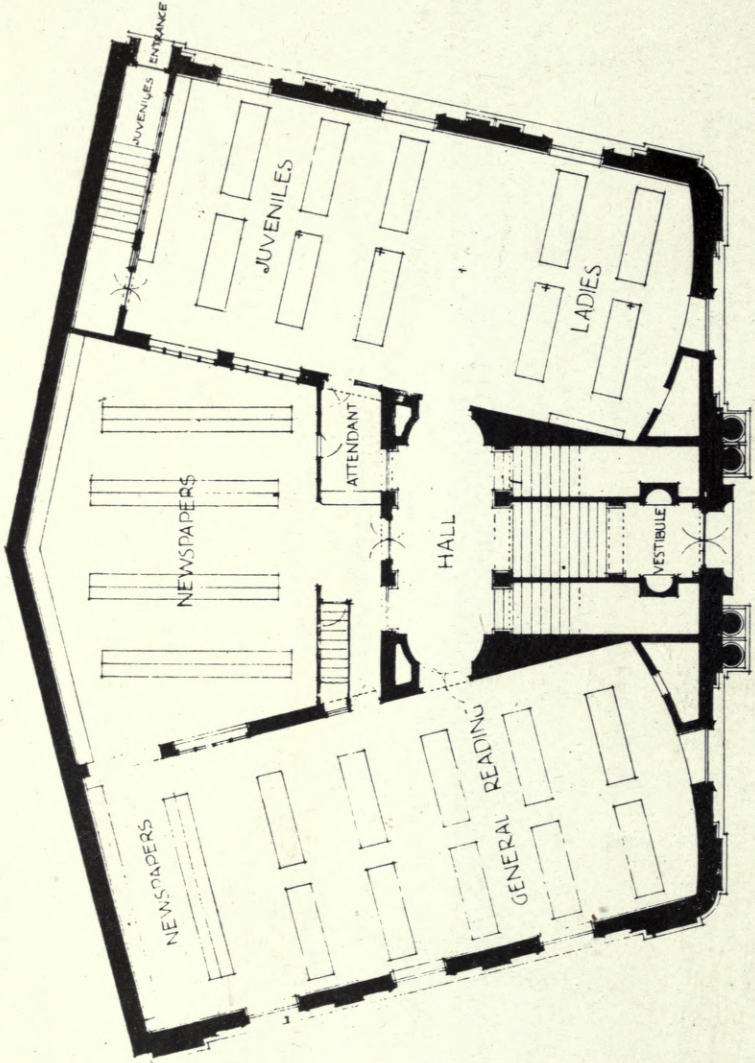 JUVENILES ENTRANCE
JUVENILES
LADIES
NEWSPAPERS
ATTENDANT
HALL
VESTIBULE
NEWSPAPERS
GENERAL READING